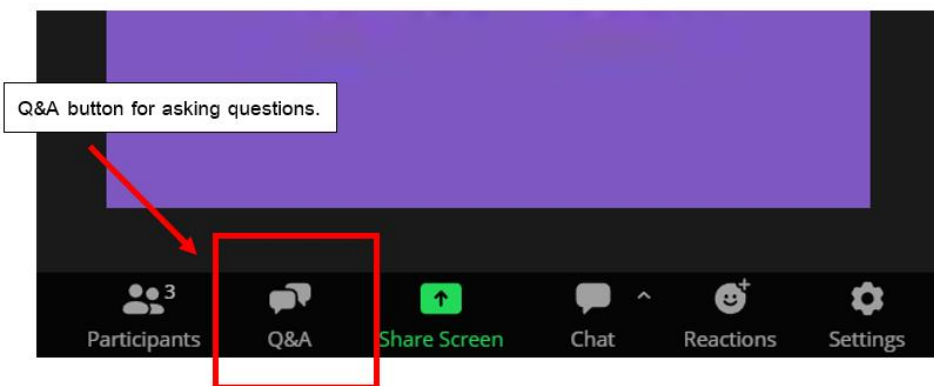 Q&A button for asking questions.
3
Participants
Q&A
Share Screen
Chat
Reactions
Settings